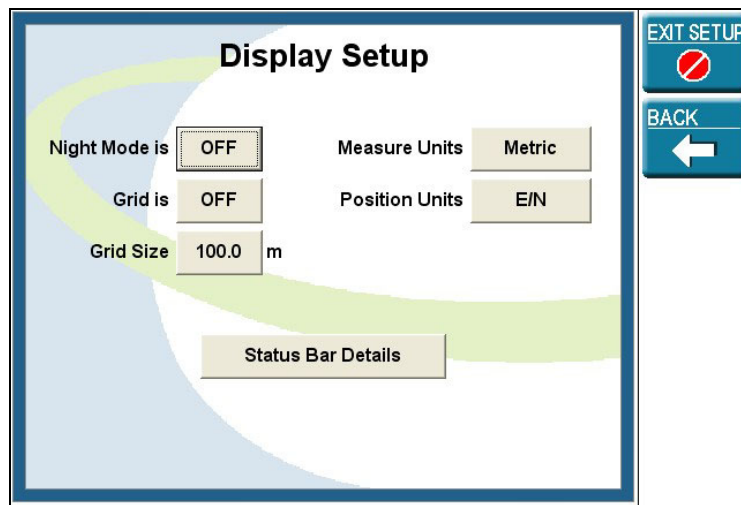 Display Setup
EXIT SETUP
BACK
Night Mode is OFF Measure Units Metric
Grid is OFF Position Units E/N
Grid Size 100.0 m
Status Bar Details